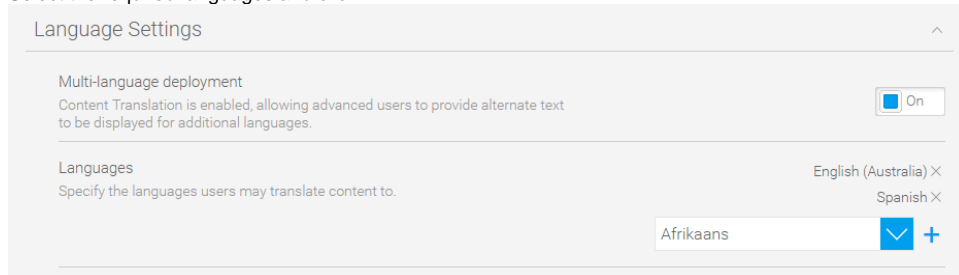 Language Settings
Multi-language deployment
Content Translation is enabled, allowing advanced users to provide alternate text
to be displayed for additional languages.
On
Languages
Specify the languages users may translate content to.
English (Australia)
Spanish
Afrikaans